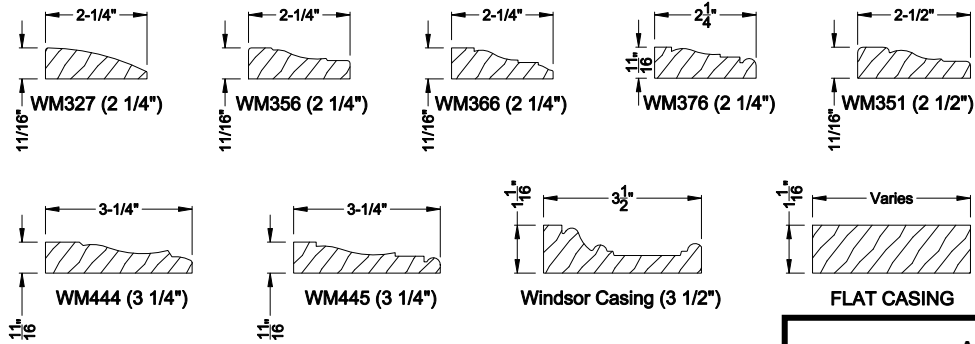 2-1/4"
2-1/4"
2-1/4"
2 1/4"
2-1/2"
11/16"
11/16"
11/16"
11/16"
11/16"
WM327 (2 1/4")
WM356 (2 1/4")
WM366 (2 1/4")
WM376 (2 1/4")
WM351 (2 1/2")
3-1/4"
3-1/4"
3 1/2"
Varies
11/16"
11/16"
1 1/16"
1 1/16"
WM444 (3 1/4")
WM445 (3 1/4")
Windsor Casing (3 1/2")
FLAT CASING